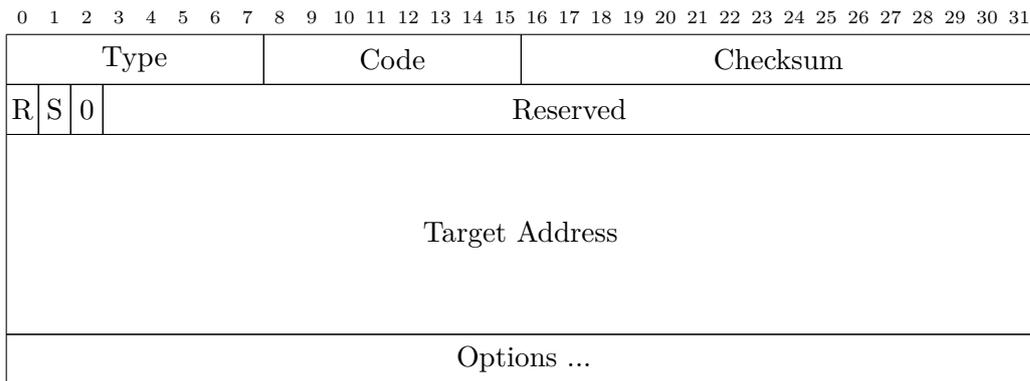 0 1 2 3 4 5 6 7 8 9 10 11 12 13 14 15 16 17 18 19 20 21 22 23 24 25 26 27 28 29 30 31
Type Code Checksum
R S 0 Reserved
Target Address
Options ...